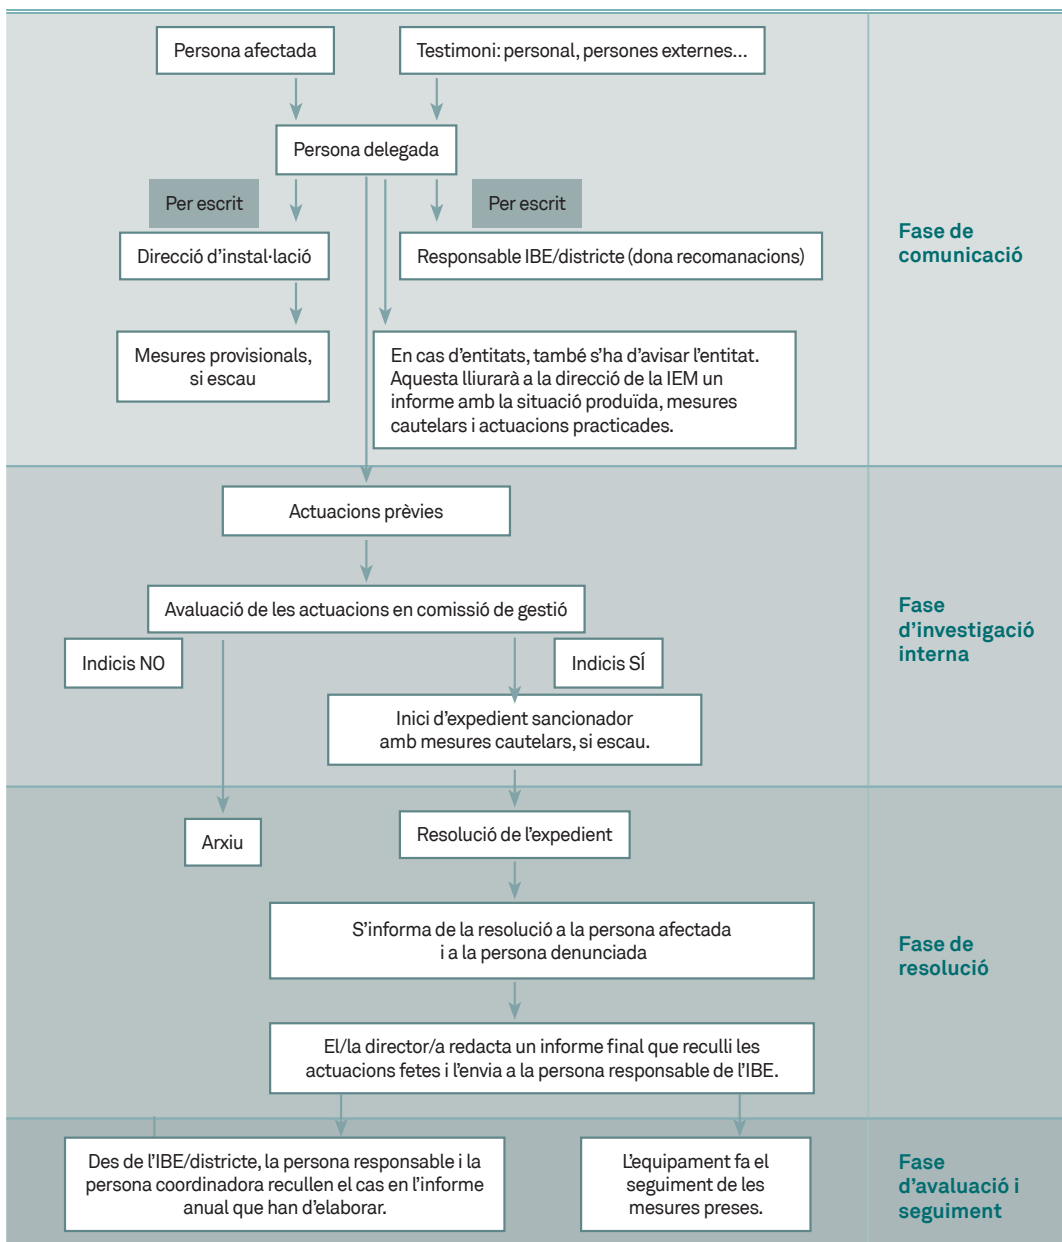 Persona afectada
Testimoni: personal, persones externes...
Persona delegada
Per escrit
Per escrit
Direcció d'instal·lació
Responsable IBE/districte (dona recomanacions)
Fase de
comunicació
Mesures provisionals,
si escau
En cas d'entitats, també s'ha d'avisar l'entitat.
Aquesta lliurarà a la direcció de la IEM un
informe amb la situació produïda, mesures
cautelars i actuacions practicades.
Actuacions prèvies
Avaluació de les actuacions en comissió de gestió
Fase
d'investigació
interna
Indicis NO
Indicis SÍ
Inici d'expedient sancionador
amb mesures cautelars, si escau.
Arxiu
Resolució de l'expedient
S'informa de la resolució a la persona afectada
i a la persona denunciada
Fase de
resolució
El/la director/a redacta un informe final que reculli les
actuacions fetes i l'envia a la persona responsable de l'IBE.
Des de l'IBE/districte, la persona responsable i la
persona coordinadora recullen el cas en l'informe
anual que han d'elaborar.
L'equipament fa el
seguiment de les
mesures preses.
Fase
d'avaluació i
seguiment